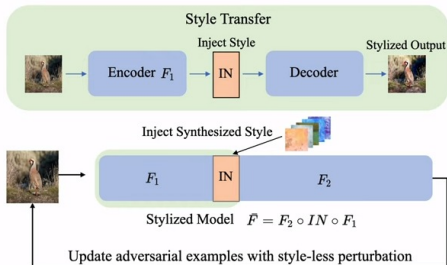 Style Transfer
Inject Style
Stylized Output
Encoder F₁
IN
Decoder
Inject Synthesized Style
F₁
IN
F₂
Stylized Model F̄ = F₂ ∘ IN ∘ F₁
Update adversarial examples with style-less perturbation